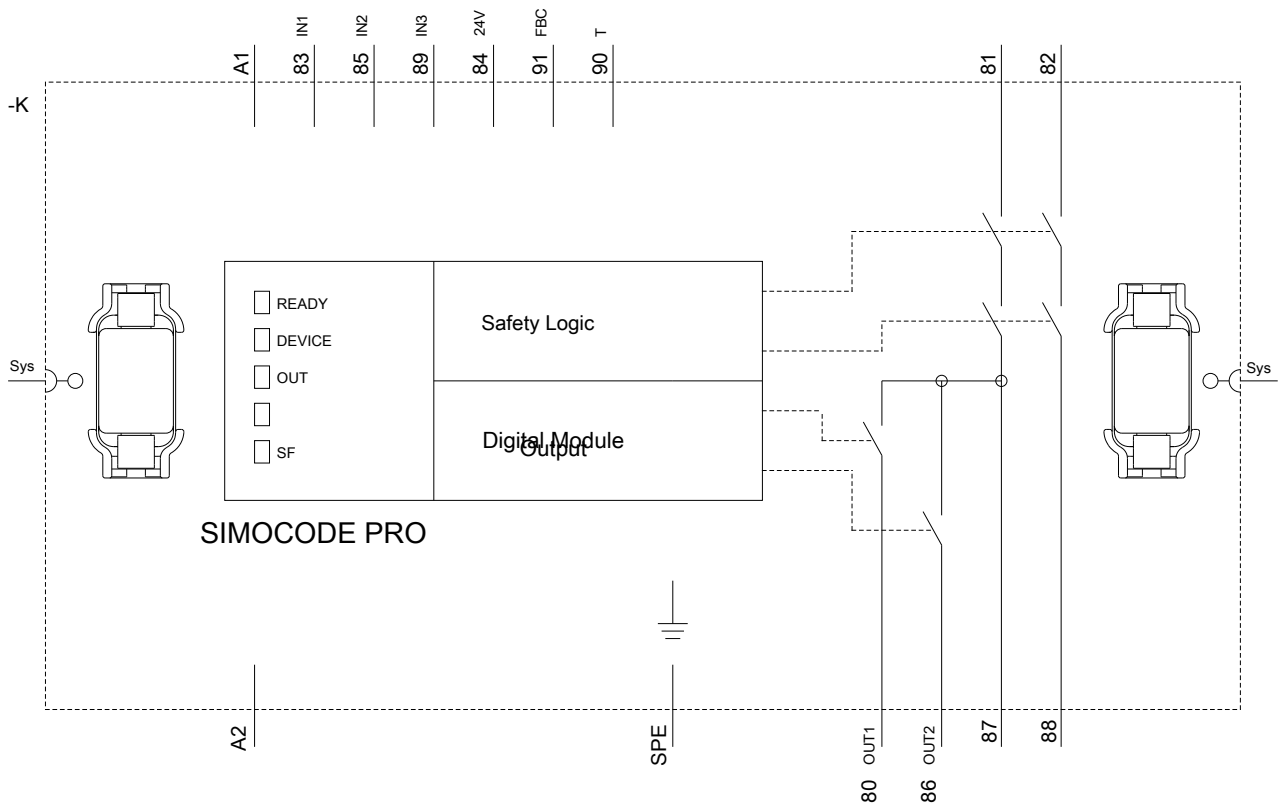 A1
83 IN1
85 IN2
89 IN3
84 24V
91 FBC
90 T
81
82
-K
READY
DEVICE
OUT
SF
Safety Logic
Digital Module
Output
Sys
Sys
SIMOCODE PRO
A2
SPE
80 OUT1
86 OUT2
87
88